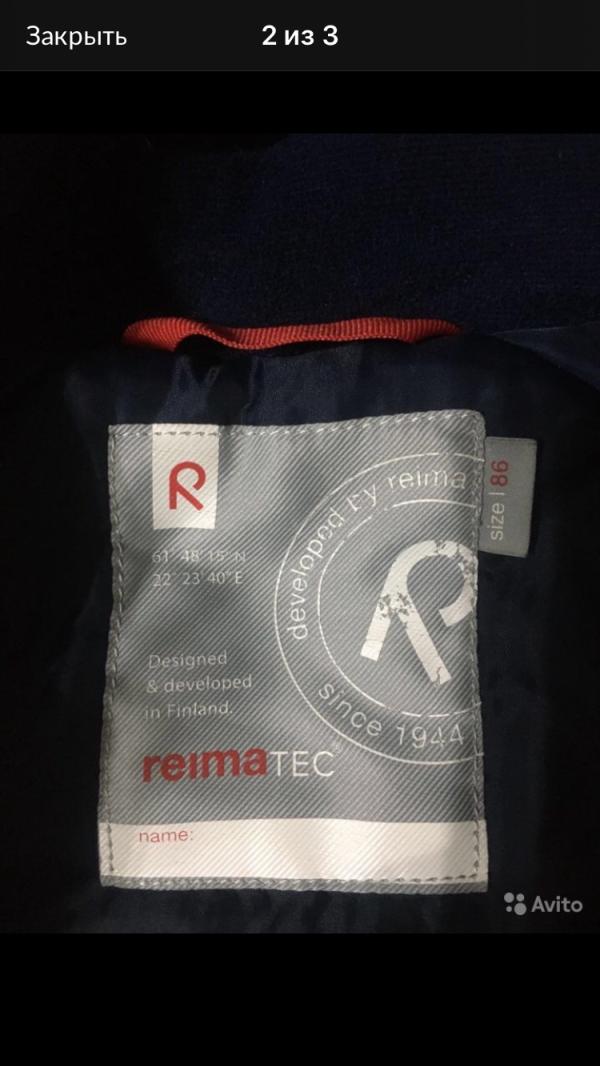 Закрыть
2 из 3
R
61° 48' 15" N
22° 23' 40" E
developed by reima
since 1944
size | 86
Designed
& developed
in Finland.
reimaTEC®
name:
Avito